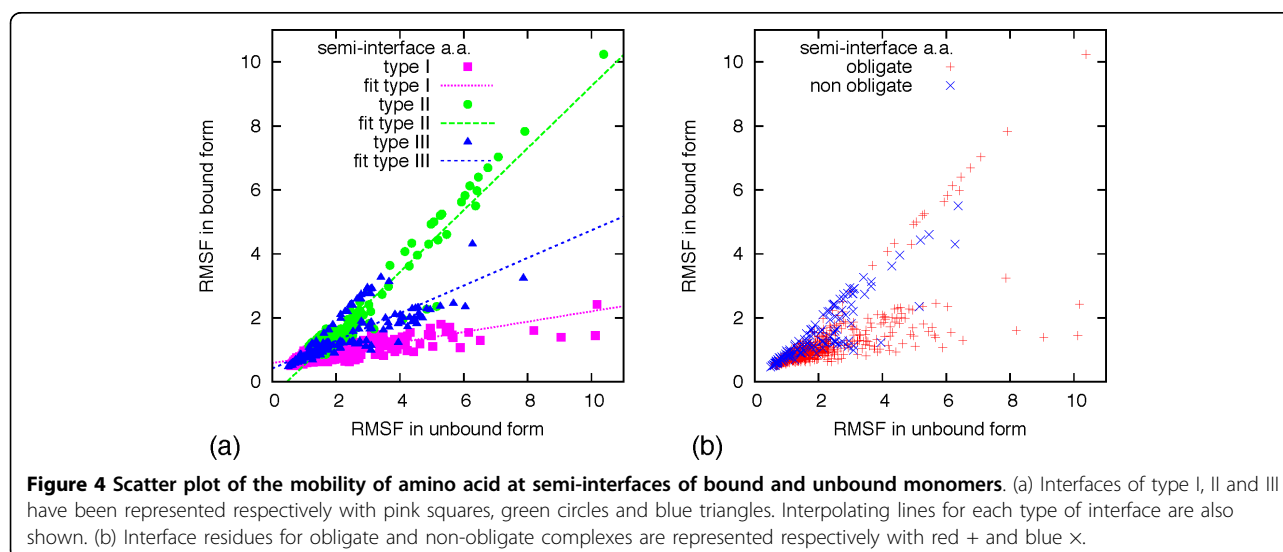 semi-interface a.a.
type I
fit type I
type II
fit type II
type III
fit type III
10
8
6
4
2
0
0 2 4 6 8 10
RMSF in bound form
RMSF in unbound form
(a)
semi-interface a.a.
obligate
non obligate
10
8
6
4
2
0
0 2 4 6 8 10
RMSF in bound form
RMSF in unbound form
(b)
Figure 4 Scatter plot of the mobility of amino acid at semi-interfaces of bound and unbound monomers. (a) Interfaces of type I, II and III
have been represented respectively with pink squares, green circles and blue triangles. Interpolating lines for each type of interface are also
shown. (b) Interface residues for obligate and non-obligate complexes are represented respectively with red + and blue ×.